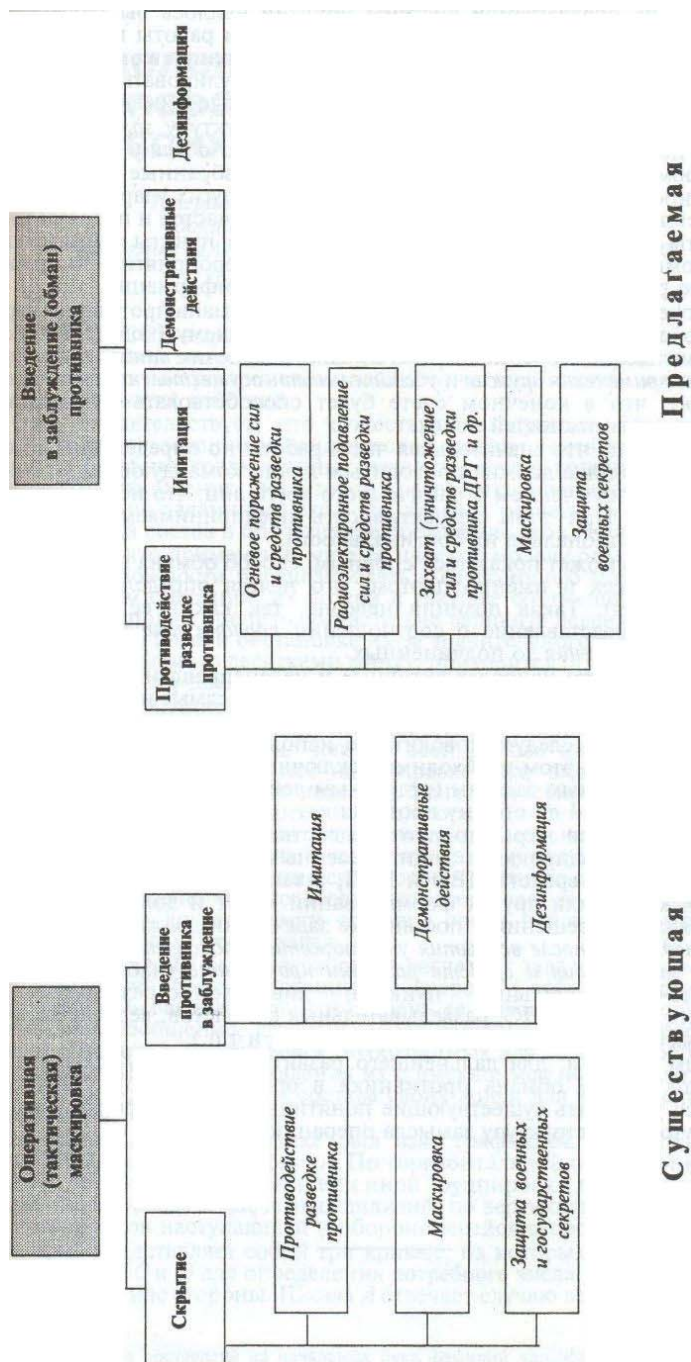 Оперативная
(тактическая)
маскировка
Скрытие
Введение
противника
в заблуждение
Противодействие
разведке
противника
Маскировка
Защита военных
и государственных
секретов
Имитация
Демонстративные
действия
Дезинформация
Существующая
Введение
в заблуждение (обман)
противника
Противодействие
разведке
противника
Имитация
Демонстративные
действия
Дезинформация
Огневое поражение сил
и средств разведки
противника
Радиоэлектронное подавление
сил и средств разведки
противника
Захват (уничтожение)
сил и средств разведки
противника ДРГ и др.
Маскировка
Защита
военных секретов
Предлагаемая